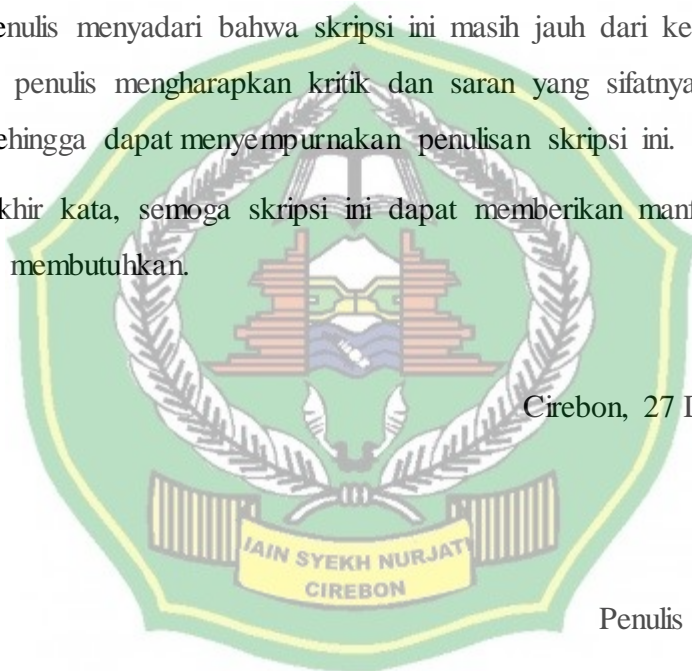 enulis menyadari bahwa skripsi ini masih jauh dari ke
penulis mengharapkan kritik dan saran yang sifatnya
ehingga dapat menyempurnakan penulisan skripsi ini.
khir kata, semoga skripsi ini dapat memberikan manf
membutuhkan.
Cirebon, 27 D
IAIN SYEKH NURJATI
CIREBON
Penulis